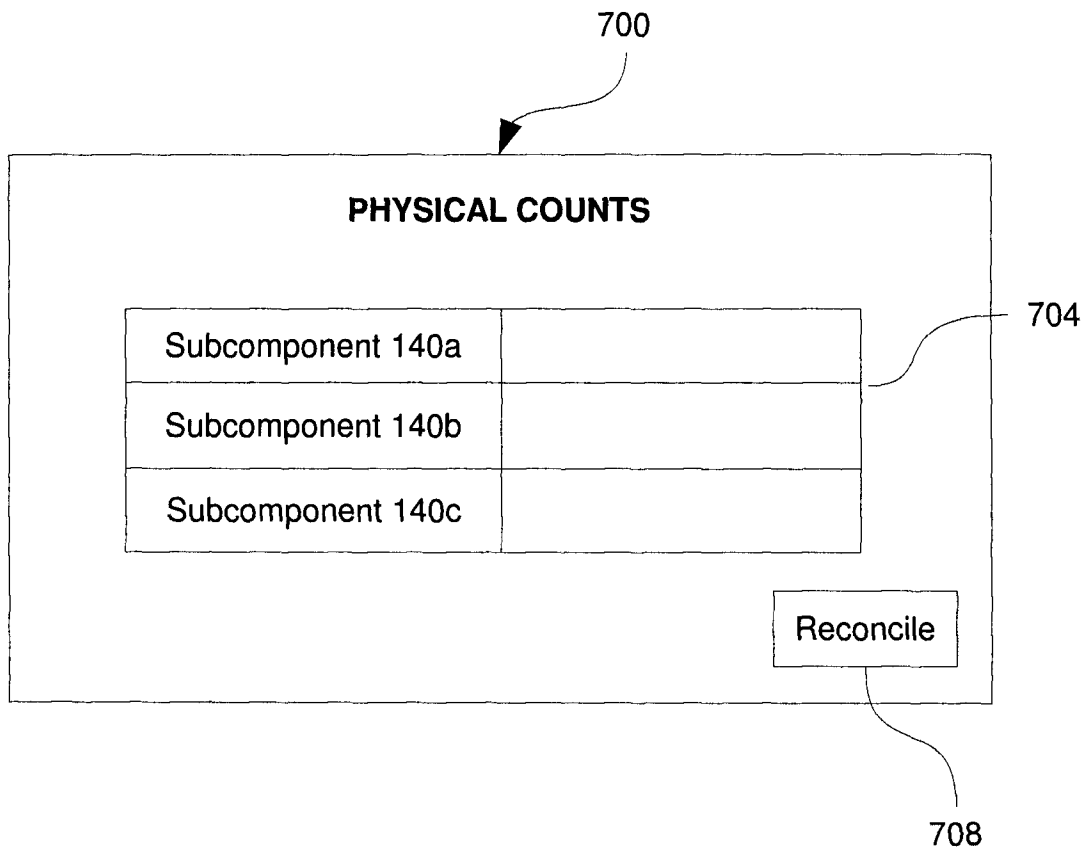 700
PHYSICAL COUNTS
704
Subcomponent 140a
Subcomponent 140b
Subcomponent 140c
Reconcile
708